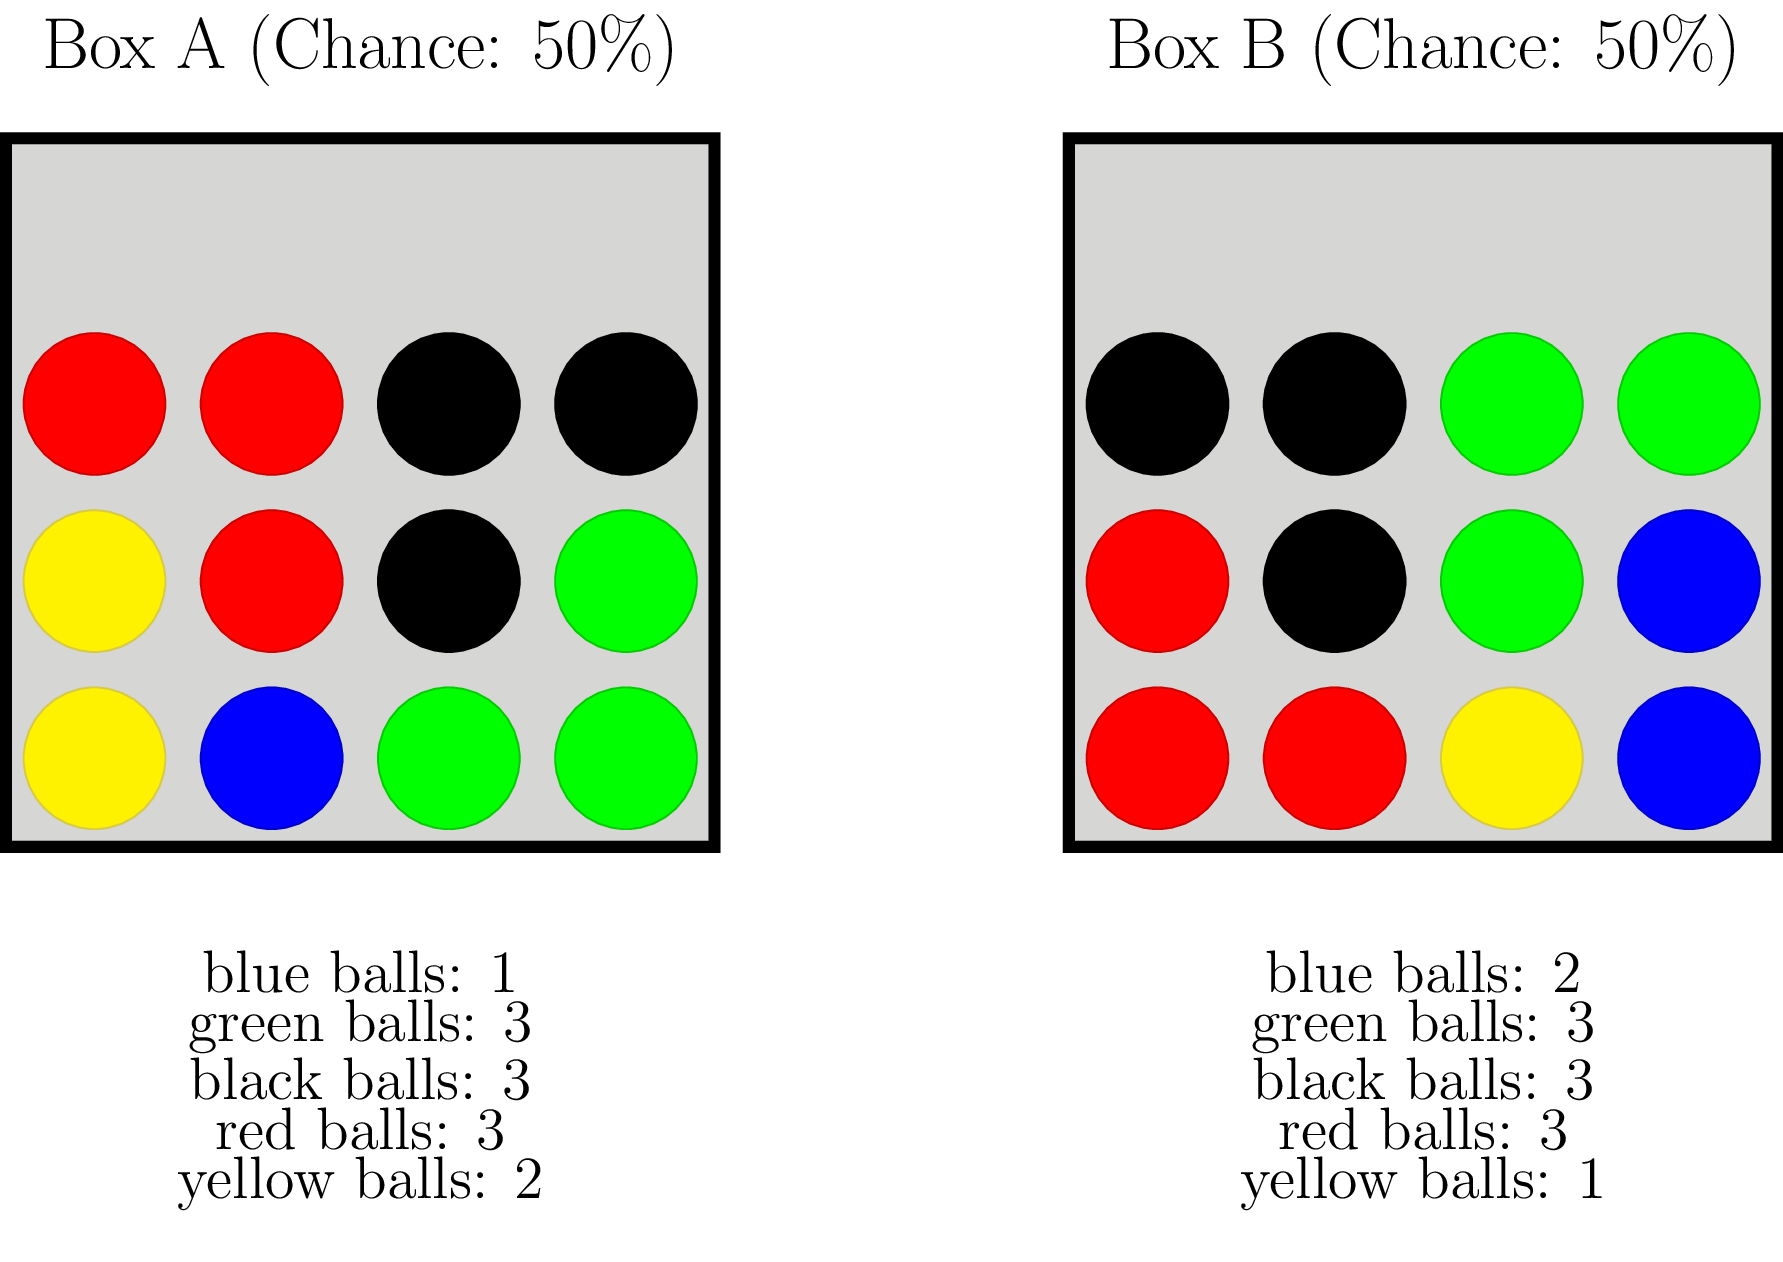 Box A (Chance: 50%)
Box B (Chance: 50%)
blue balls: 1
green balls: 3
black balls: 3
red balls: 3
yellow balls: 2
blue balls: 2
green balls: 3
black balls: 3
red balls: 3
yellow balls: 1